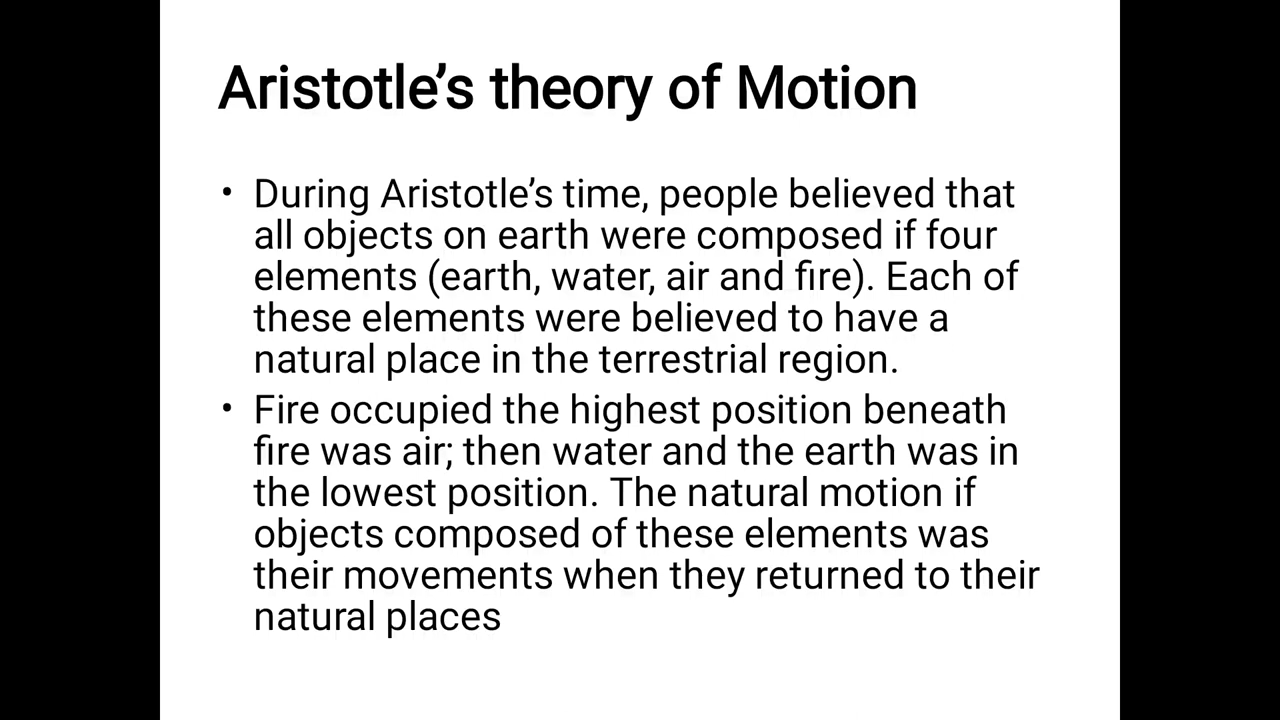 Aristotle’s theory of Motion
• During Aristotle’s time, people believed that
all objects on earth were composed if four
elements (earth, water, air and fire). Each of
these elements were believed to have a
natural place in the terrestrial region.
• Fire occupied the highest position beneath
fire was air; then water and the earth was in
the lowest position. The natural motion if
objects composed of these elements was
their movements when they returned to their
natural places